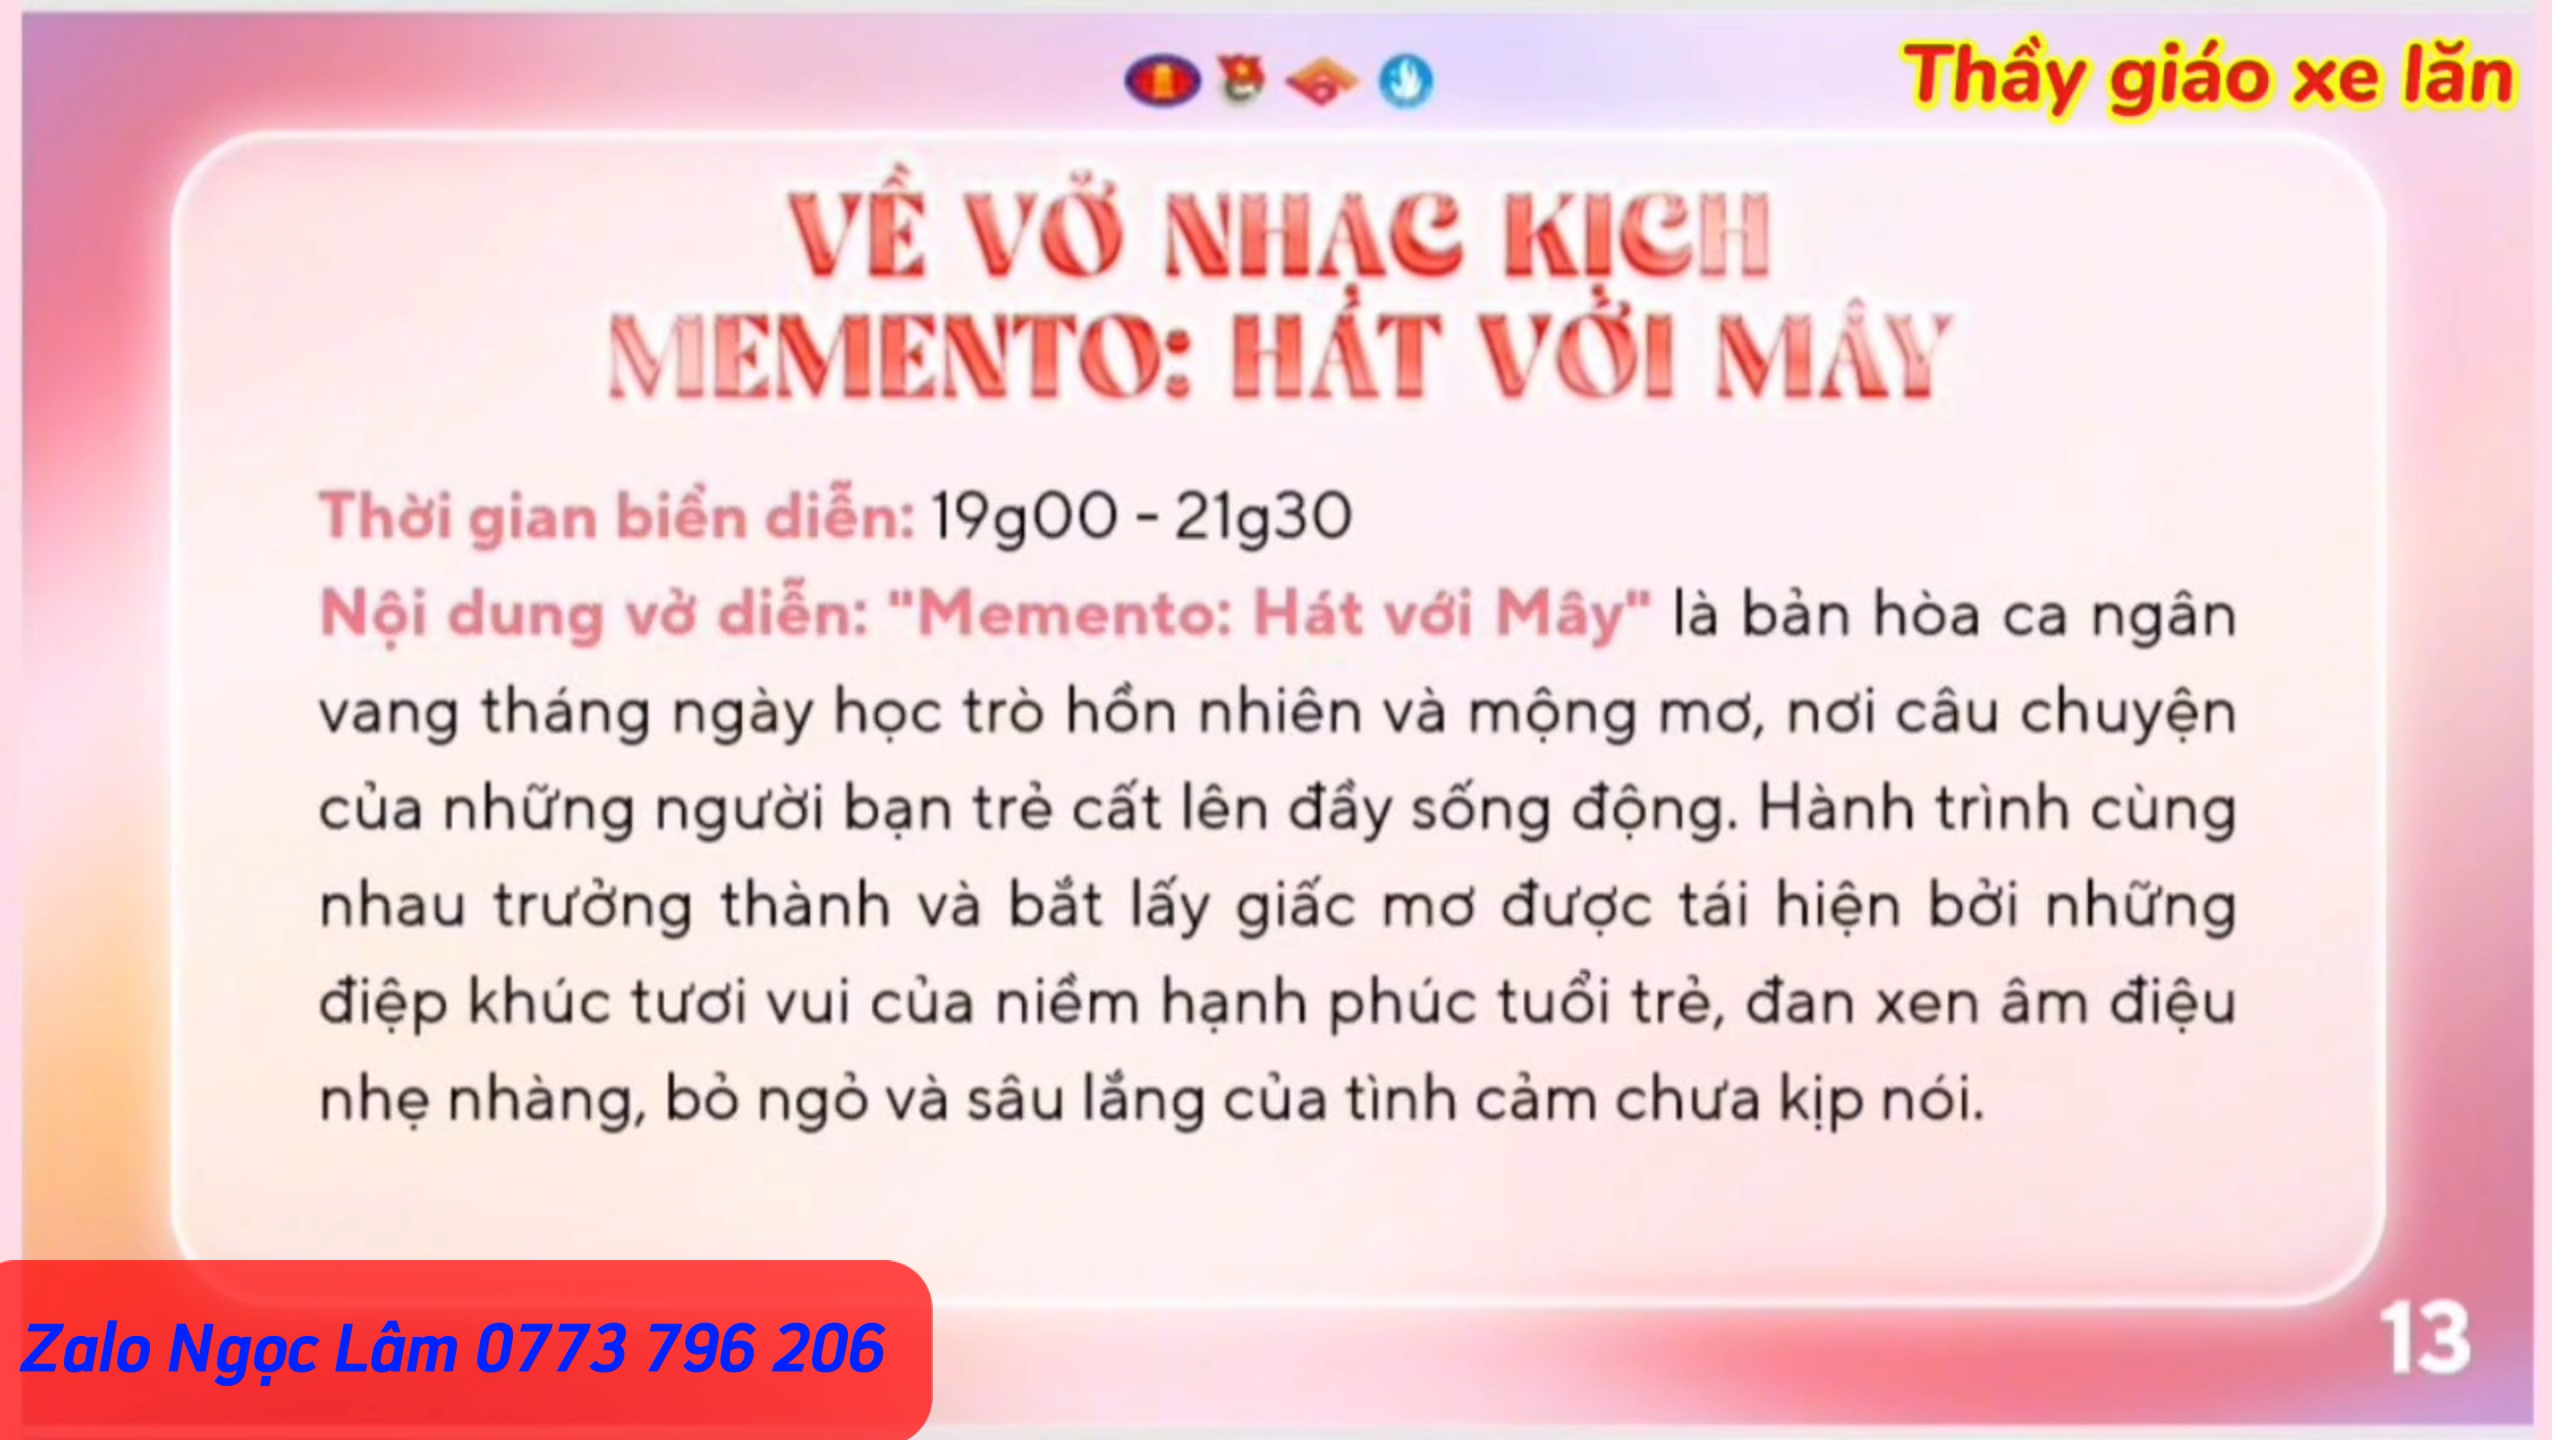 Thầy giáo xe lăn
VỀ VỞ NHẠC KỊCH
MEMENTO: HÁT VỚI MÂY
Thời gian biển diễn: 19g00 - 21g30
Nội dung vở diễn: "Memento: Hát với Mây" là bản hòa ca ngân
vang tháng ngày học trò hồn nhiên và mộng mơ, nơi câu chuyện
của những người bạn trẻ cất lên đầy sống động. Hành trình cùng
nhau trưởng thành và bắt lấy giấc mơ được tái hiện bởi những
điệp khúc tươi vui của niềm hạnh phúc tuổi trẻ, đan xen âm điệu
nhẹ nhàng, bỏ ngỏ và sâu lắng của tình cảm chưa kịp nói.
Zalo Ngọc Lâm 0773 796 206
13